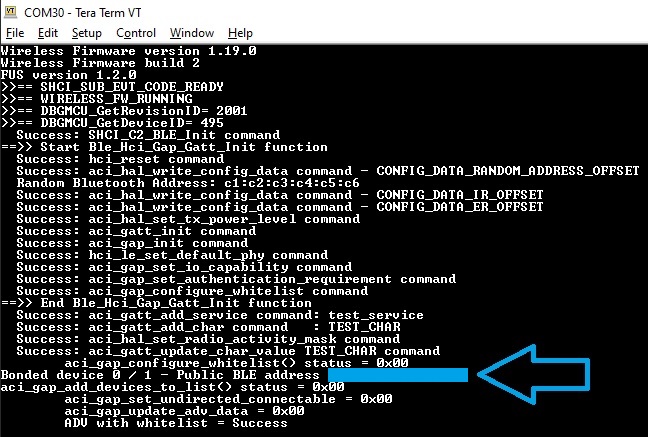 COM30 - Tera Term VT
File Edit Setup Control Window Help
Wireless Firmware version 1.19.0
Wireless Firmware build 2
FUS version 1.2.0
>>== SHCI_SUB_EVT_CODE_READY
>>== WIRELESS_FW_RUNNING
>>== DBGMCU_GetRevisionID= 2001
>>== DBGMCU_GetDeviceID= 495
Success: SHCI_C2_BLE_Init command
==>> Start Ble_Hci_Gap_Gatt_Init function
Success: hci_reset command
Success: aci_hal_write_config_data command - CONFIG_DATA_RANDOM_ADDRESS_OFFSET
Random Bluetooth Address: c1:c2:c3:c4:c5:c6
Success: aci_hal_write_config_data command - CONFIG_DATA_IR_OFFSET
Success: aci_hal_write_config_data command - CONFIG_DATA_ER_OFFSET
Success: aci_hal_set_tx_power_level command
Success: aci_gatt_init command
Success: aci_gap_init command
Success: hci_le_set_default_phy command
Success: aci_gap_set_io_capability command
Success: aci_gap_set_authentication_requirement command
Success: aci_gap_configure_whitelist command
==>> End Ble_Hci_Gap_Gatt_Init function
Success: aci_gatt_add_service command: test_service
Success: aci_gatt_add_char command   : TEST_CHAR
Success: aci_hal_set_radio_activity_mask command
Success: aci_gatt_update_char_value TEST_CHAR command
aci_gap_configure_whitelist() status = 0x00
Bonded device 0 / 1 - Public BLE address
aci_gap_add_devices_to_list() status = 0x00
aci_gap_set_undirected_connectable = 0x00
aci_gap_update_adv_data = 0x00
ADV with whitelist = Success